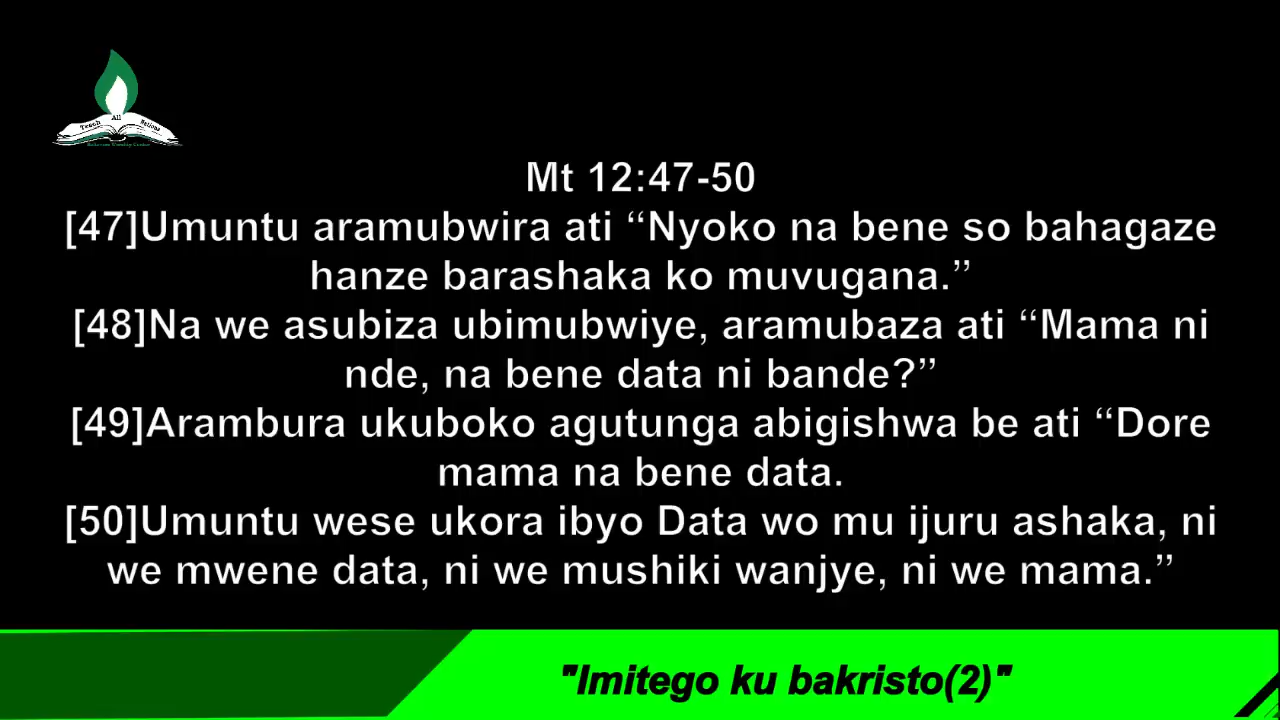 Teach All Nations
Mt 12:47-50
[47]Umuntu aramubwira ati “Nyoko na bene so bahagaze
hanze barashaka ko muvugana.”
[48]Na we asubiza ubimubwiye, aramubaza ati “Mama ni
nde, na bene data ni bande?”
[49]Arambura ukuboko agutunga abigishwa be ati “Dore
mama na bene data.
[50]Umuntu wese ukora ibyo Data wo mu ijuru ashaka, ni
we mwene data, ni we mushiki wanjye, ni we mama.”
"Imitego ku bakristo(2)"